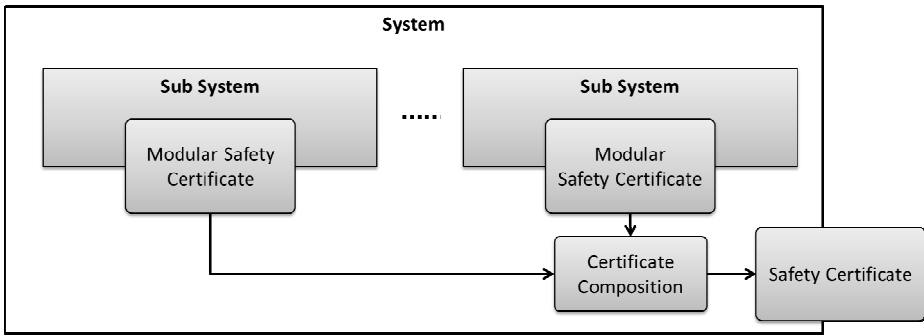 System
Sub System
Modular Safety
Certificate
......
Sub System
Modular
Safety Certificate
Certificate
Composition
Safety Certificate